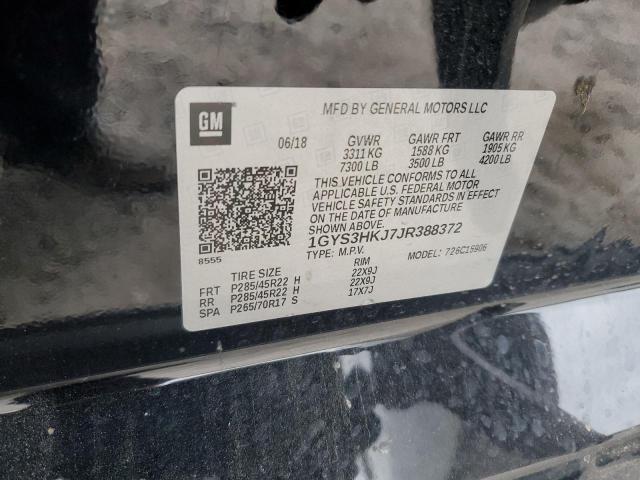 GM
MFD BY GENERAL MOTORS LLC
06/18 GVWR GAWR FRT GAWR RR
3311 KG 1588 KG 1905 KG
7300 LB 3500 LB 4200 LB
THIS VEHICLE CONFORMS TO ALL
APPLICABLE U.S. FEDERAL MOTOR
VEHICLE SAFETY STANDARDS IN
EFFECT ON THE DATE OF MANUFACTURE
SHOWN ABOVE.
1GYS3HKJ7JR388372
8555 TYPE: M.P.V. MODEL: 726C15906
TIRE SIZE RIM
FRT P285/45R22 H 22X9J
RR P285/45R22 H 22X9J
SPA P265/70R17 S 17X7J